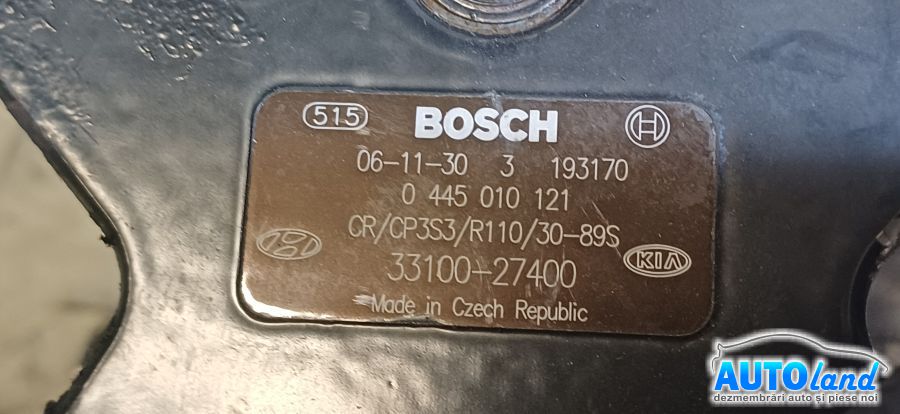 515 BOSCH
06-11-30 3 193170
0 445 010 121
CR/CP3S3/R110/30-89S
33100-27400
KIA
Made in Czech Republic
AUTOland
dezmembrări auto și piese noi